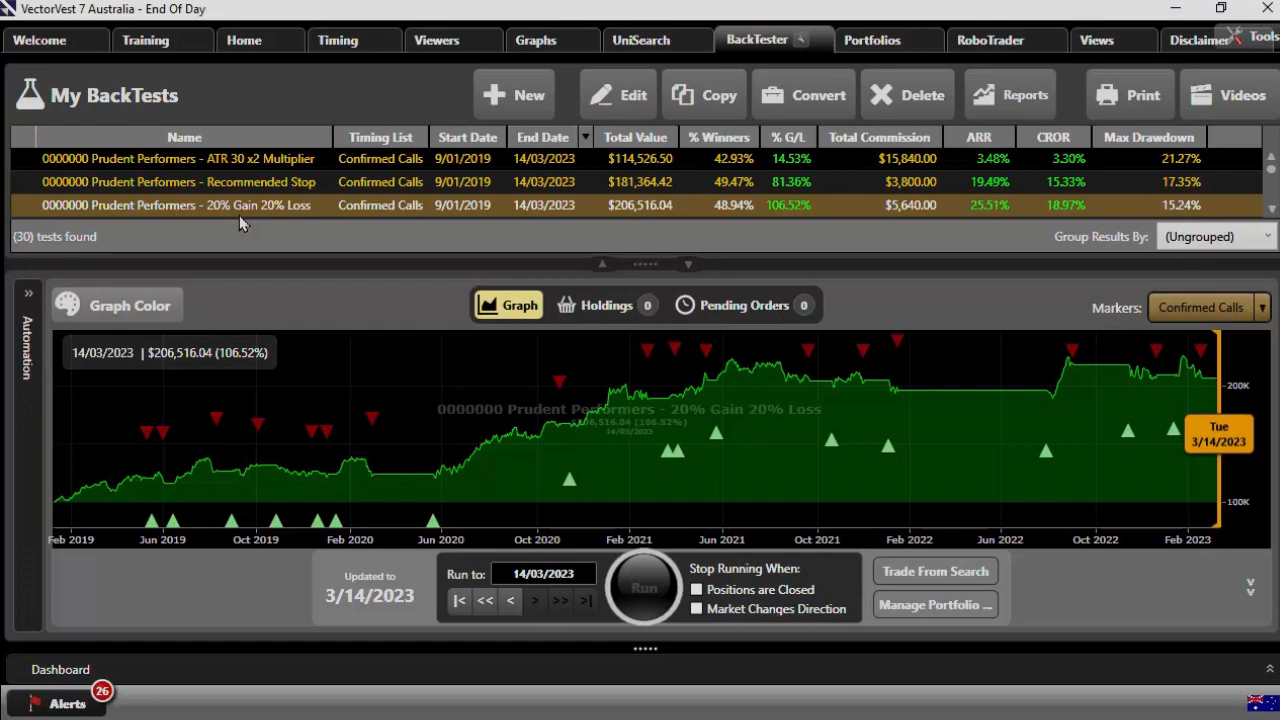 VectorVest 7 Australia - End Of Day
Welcome Training Home Timing Viewers Graphs UniSearch BackTester Portfolios RoboTrader Views Disclaimer Tools
My BackTests New Edit Copy Convert Delete Reports Print Videos
Name Timing List Start Date End Date Total Value % Winners % G/L Total Commission ARR CROR Max Drawdown
0000000 Prudent Performers - ATR 30 x2 Multiplier Confirmed Calls 9/01/2019 14/03/2023 $114,526.50 42.93% 14.53% $15,840.00 3.48% 3.30% 21.27%
0000000 Prudent Performers - Recommended Stop Confirmed Calls 9/01/2019 14/03/2023 $181,364.42 49.47% 81.36% $3,800.00 19.49% 15.33% 17.35%
0000000 Prudent Performers - 20% Gain 20% Loss Confirmed Calls 9/01/2019 14/03/2023 $206,516.04 48.94% 106.52% $5,640.00 25.51% 18.97% 15.24%
(30) tests found Group Results By: (Ungrouped)
Automation
Graph Color Graph Holdings 0 Pending Orders 0 Markers: Confirmed Calls
14/03/2023 | $206,516.04 (106.52%)
200K
0000000 Prudent Performers - 20% Gain 20% Loss
$206,516.04 (106.52%)
14/03/2023
Tue
3/14/2023
100K
Feb 2019 Jun 2019 Oct 2019 Feb 2020 Jun 2020 Oct 2020 Feb 2021 Jun 2021 Oct 2021 Feb 2022 Jun 2022 Oct 2022 Feb 2023
Updated to
3/14/2023
Run to: 14/03/2023
|< << < > >> >|
Run
Stop Running When:
Positions are Closed
Market Changes Direction
Trade From Search
Manage Portfolio ...
Dashboard
Alerts 26